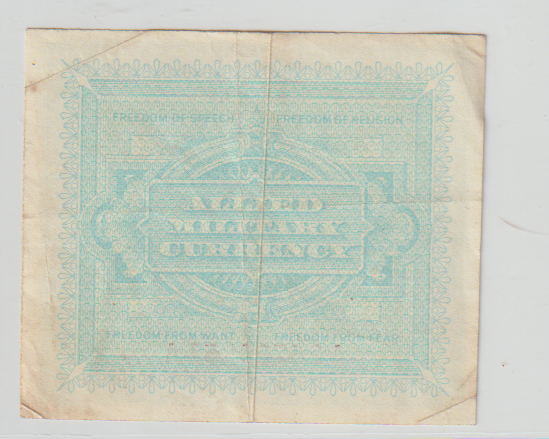 FREEDOM OF SPEECH FREEDOM OF RELIGION
ALLIED
MILITARY
CURRENCY
FREEDOM FROM WANT FREEDOM FROM FEAR